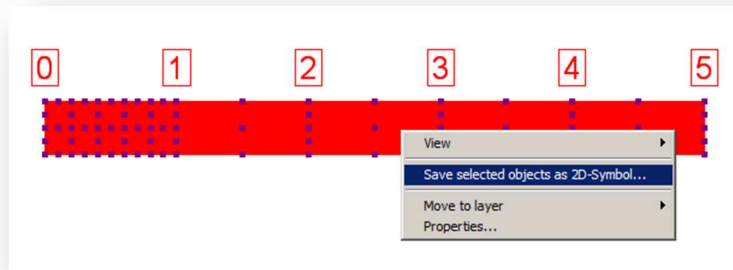 0 1 2 3 4 5
View
Save selected objects as 2D-Symbol...
Move to layer
Properties...